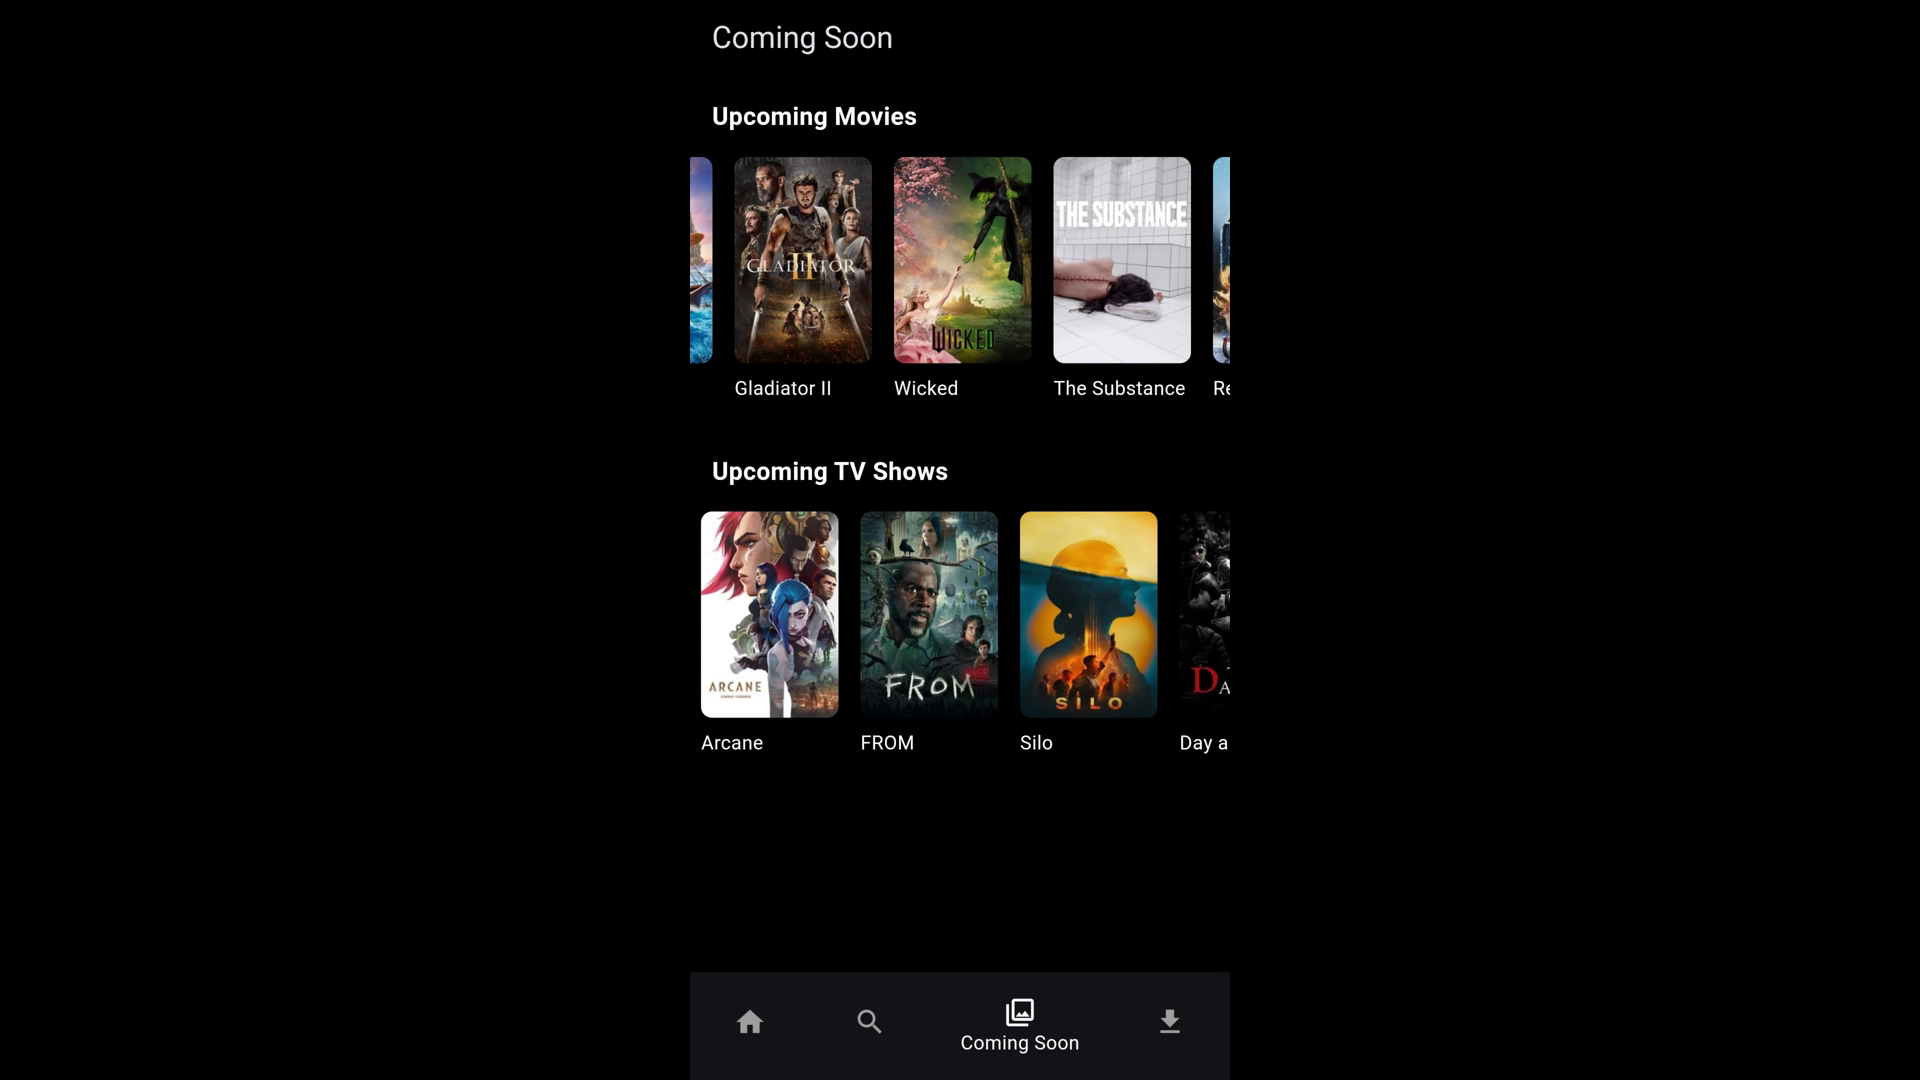 Coming Soon
Upcoming Movies
GLADIATOR
II
WICKED
THE SUBSTANCE
Gladiator II
Wicked
The Substance
Re
Upcoming TV Shows
ARCANE
FROM
SILO
DA
Arcane
FROM
Silo
Day a
Coming Soon